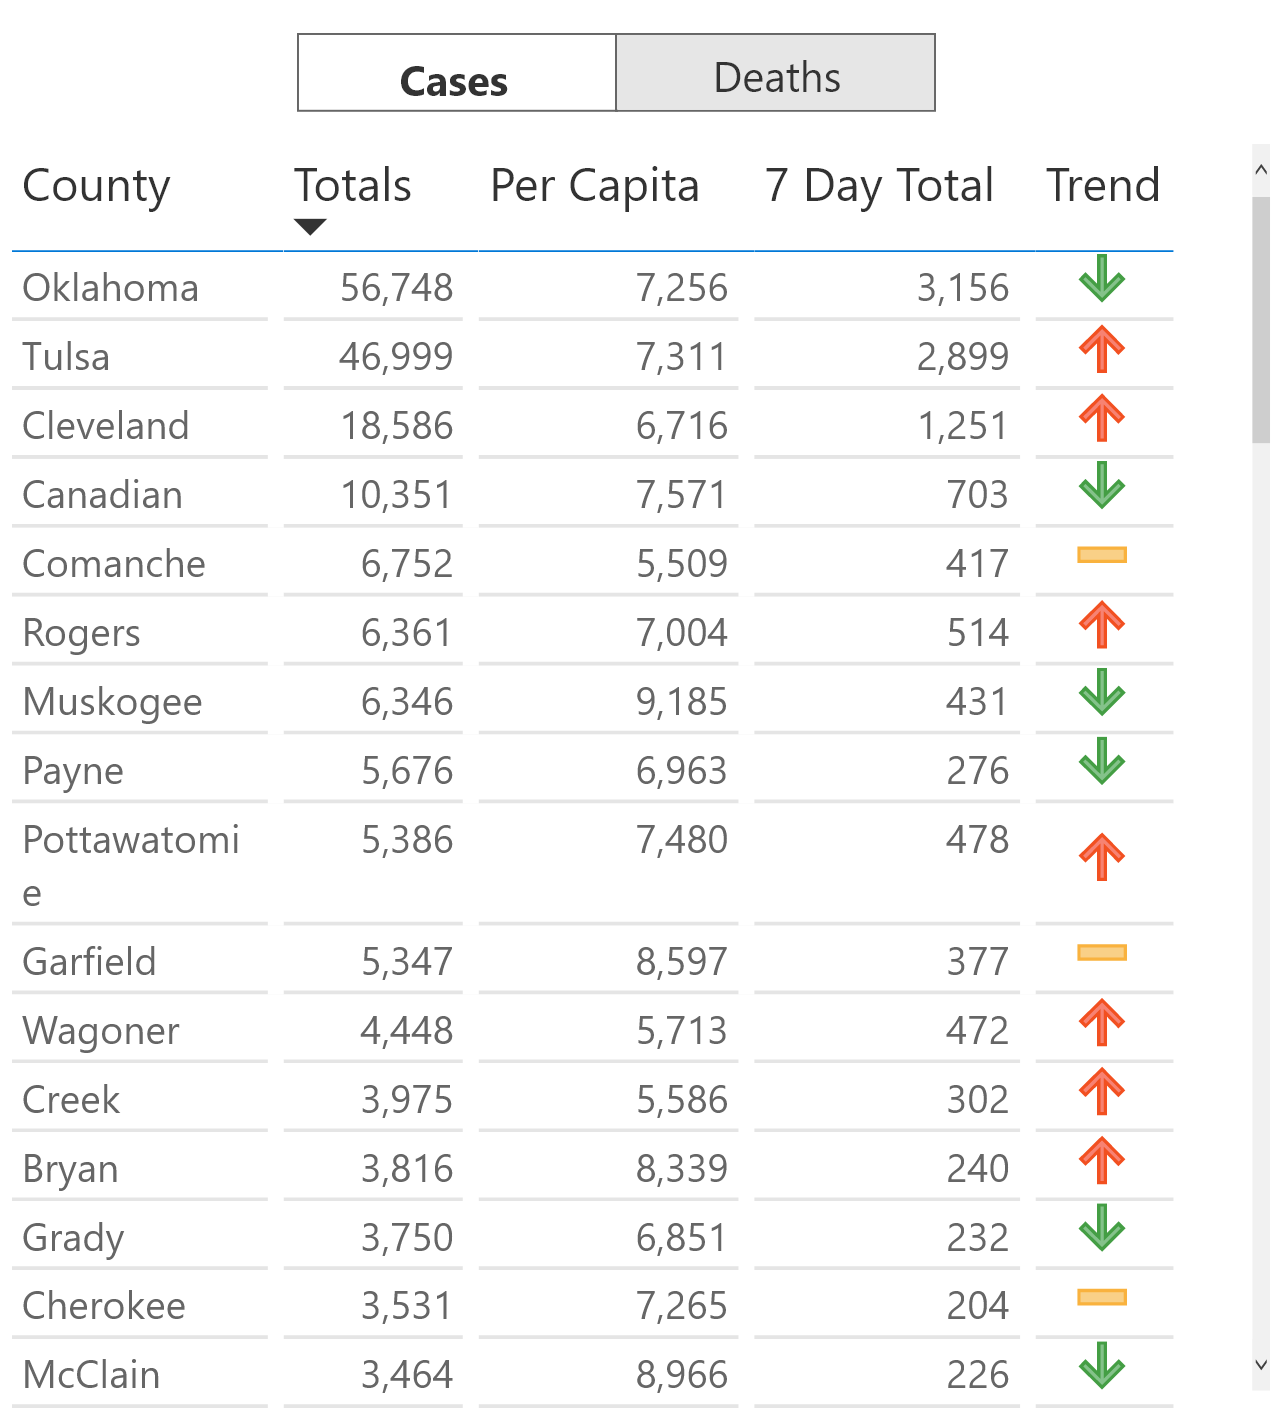 Cases Deaths
County Totals Per Capita 7 Day Total Trend
Oklahoma 56,748 7,256 3,156
Tulsa 46,999 7,311 2,899
Cleveland 18,586 6,716 1,251
Canadian 10,351 7,571 703
Comanche 6,752 5,509 417
Rogers 6,361 7,004 514
Muskogee 6,346 9,185 431
Payne 5,676 6,963 276
Pottawatomi 5,386 7,480 478
e
Garfield 5,347 8,597 377
Wagoner 4,448 5,713 472
Creek 3,975 5,586 302
Bryan 3,816 8,339 240
Grady 3,750 6,851 232
Cherokee 3,531 7,265 204
McClain 3,464 8,966 226